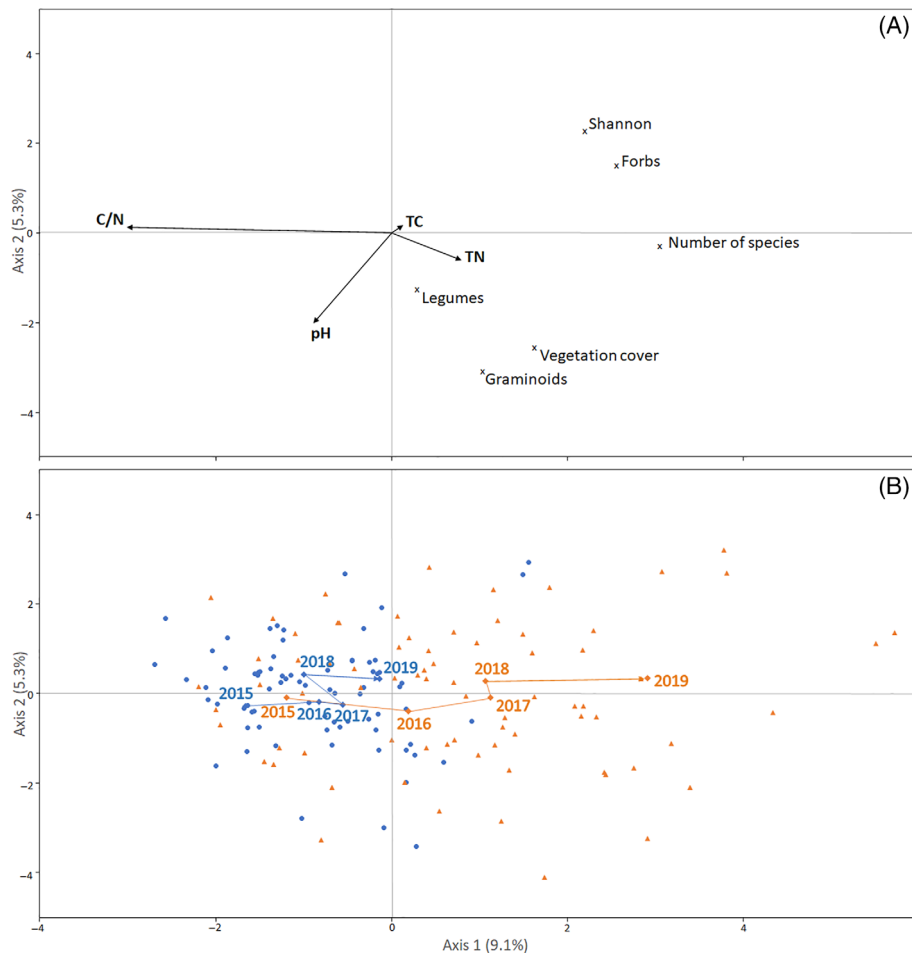 (A)
4
Shannon
2
Forbs
C/N
TC
0
Number of species
TN
Legumes
-2
pH
Vegetation cover
Graminoids
-4
Axis 2 (5.3%)
(B)
4
2
2018
2019
2018
2019
0
2015
2015
2016
2017
2016
2017
-2
-4
Axis 2 (5.3%)
-4
-2
0
2
4
Axis 1 (9.1%)